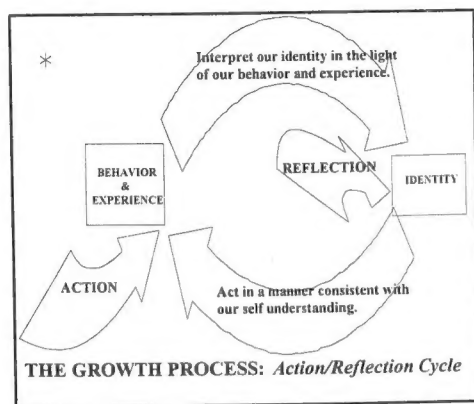 *
Interpret our identity in the light
of our behavior and experience.
BEHAVIOR
&
EXPERIENCE
REFLECTION
IDENTITY
ACTION
Act in a manner consistent with
our self understanding.
THE GROWTH PROCESS: Action/Reflection Cycle